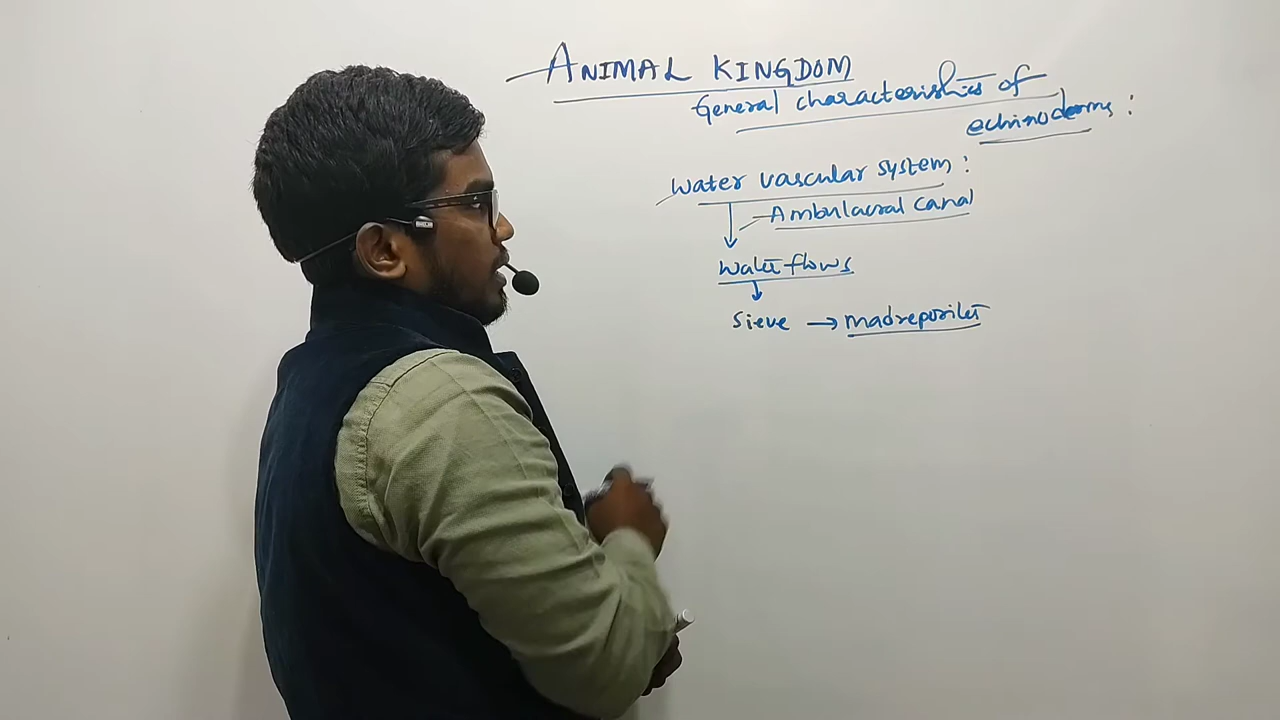 ANIMAL KINGDOM
General characteristics of
echinoderms :
Water vascular system :
Ambulacral canal
Water flows
Sieve → madreporite